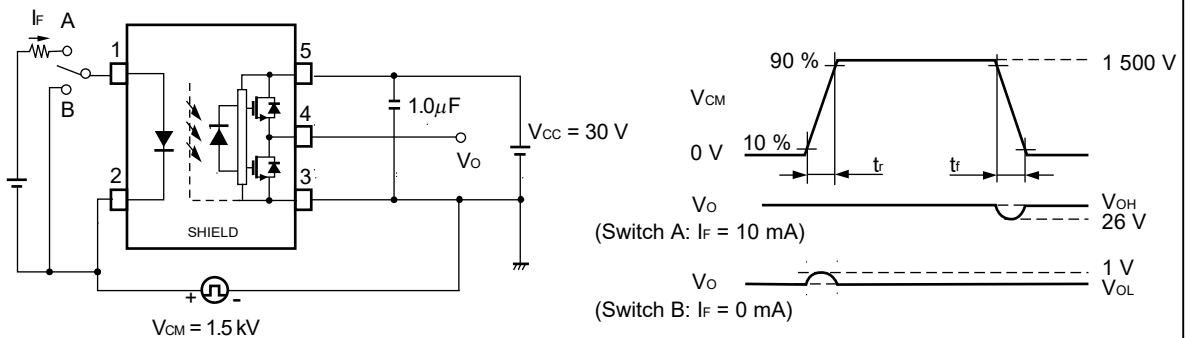 IF A
B
1
2
5
4
3
SHIELD
1.0μF
VCC = 30 V
VO
+ -
VCM = 1.5 kV
90 %
VCM
10 %
0 V
tr
tf
1 500 V
VO
(Switch A: IF = 10 mA)
VOH
26 V
VO
(Switch B: IF = 0 mA)
1 V
VOL